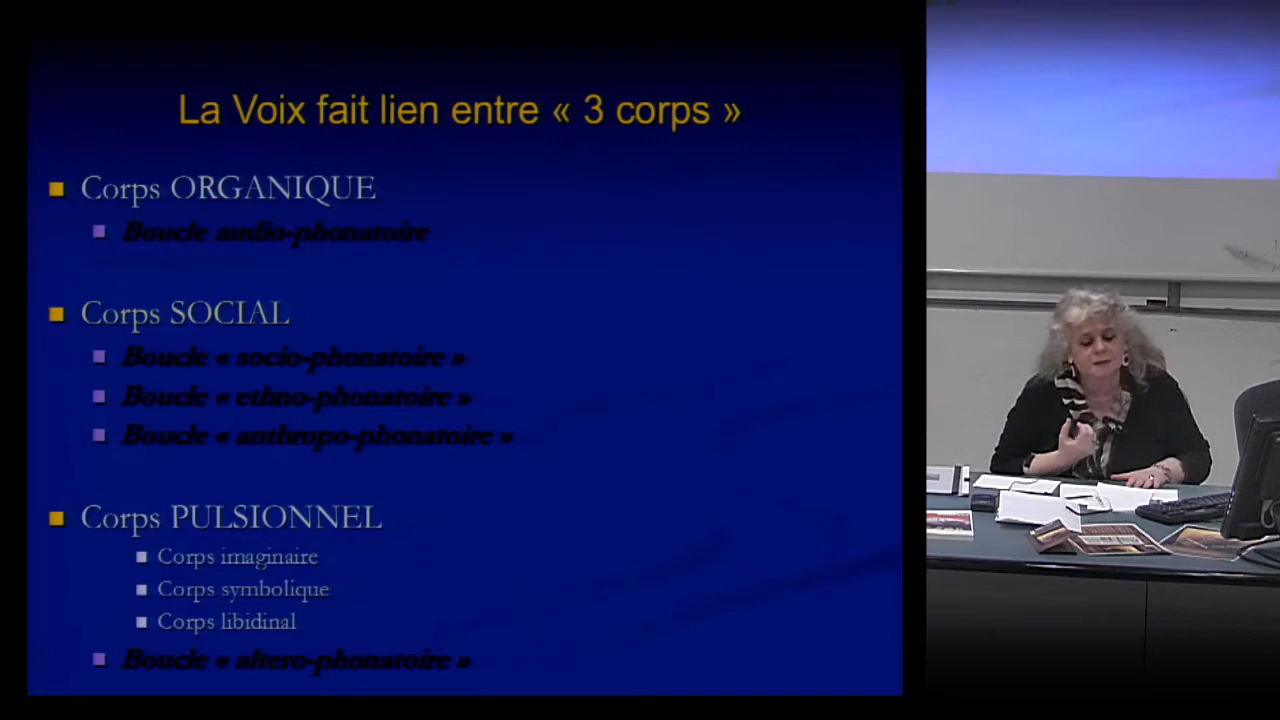 La Voix fait lien entre « 3 corps »
Corps ORGANIQUE
Boucle audio-phonatoire
Corps SOCIAL
Boucle « socio-phonatoire »
Boucle « ethno-phonatoire »
Boucle « anthropo-phonatoire »
Corps PULSIONNEL
Corps imaginaire
Corps symbolique
Corps libidinal
Boucle « altero-phonatoire »